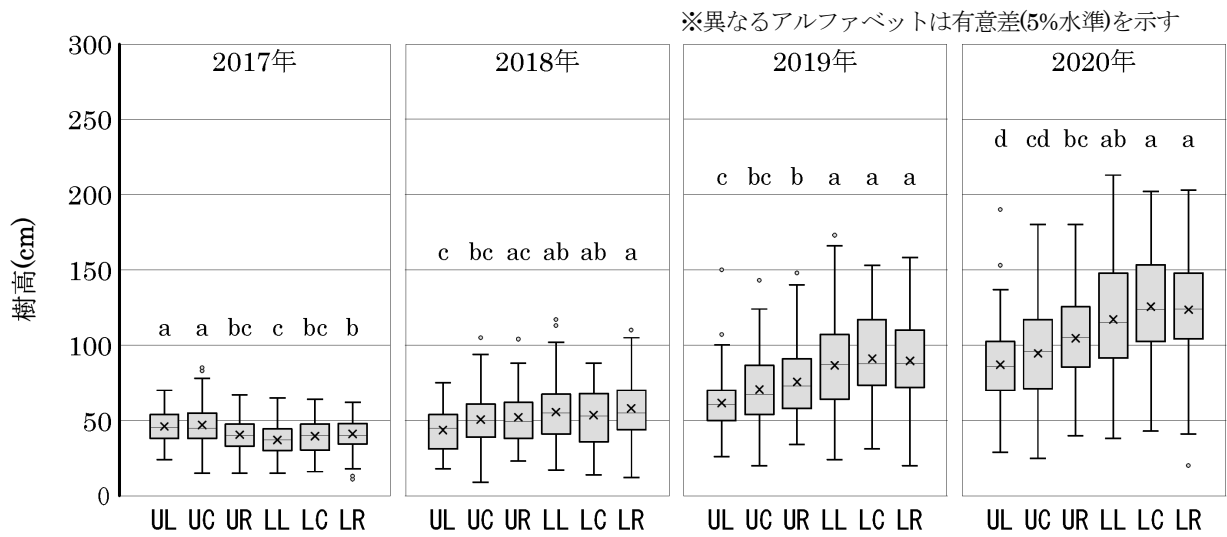 ※異なるアルファベットは有意差(5%水準)を示す
樹高(cm)
300
250
200
150
100
50
0
2017年
2018年
2019年
2020年
a a bc c bc b
c bc ac ab ab a
c bc b a a a
d cd bc ab a a
UL UC UR LL LC LR
UL UC UR LL LC LR
UL UC UR LL LC LR
UL UC UR LL LC LR